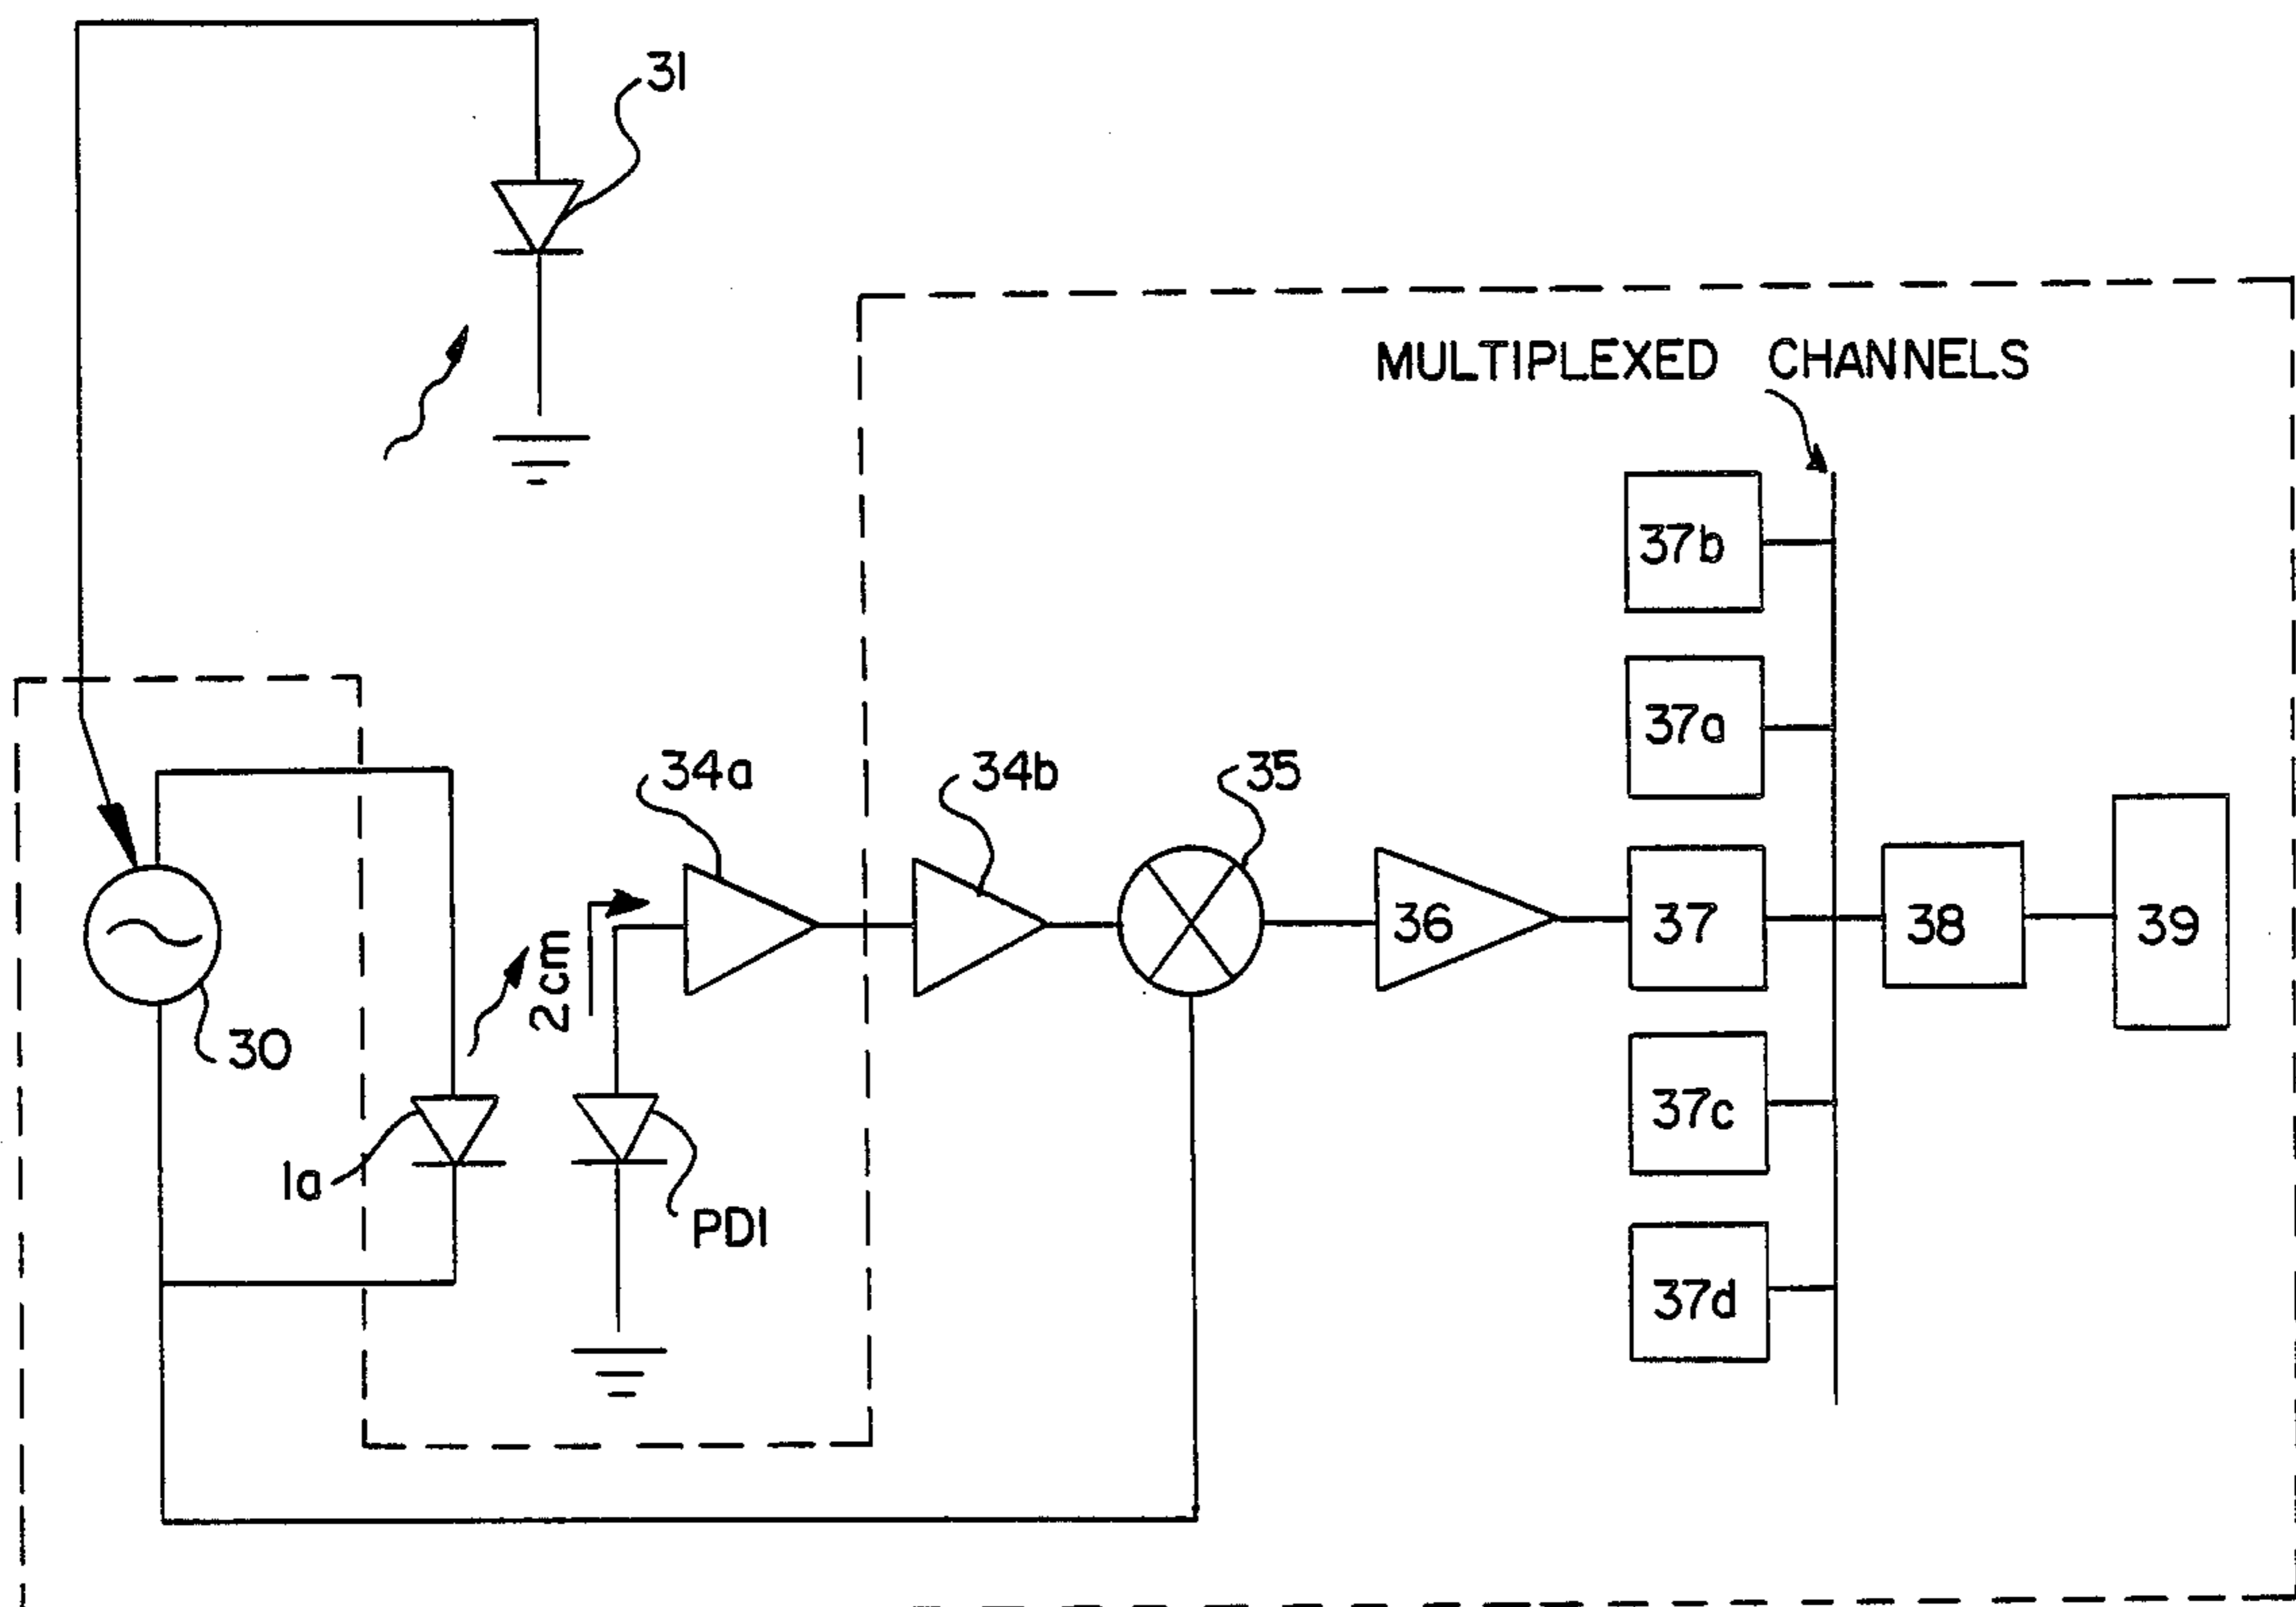 31
MULTIPLEXED CHANNELS
37b
37a
34a
34b
35
30
2cm
36
37
38
39
1a
PD1
37c
37d